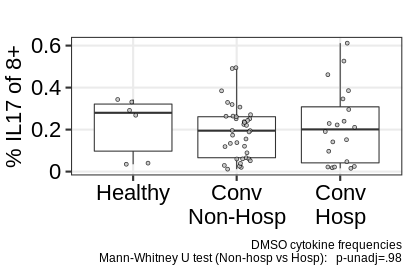 % IL17 of 8+
0.6
0.4
0.2
0
Healthy
Conv
Non-Hosp
Conv
Hosp
DMSO cytokine frequencies
Mann-Whitney U test (Non-hosp vs Hosp): p-unadj=.98